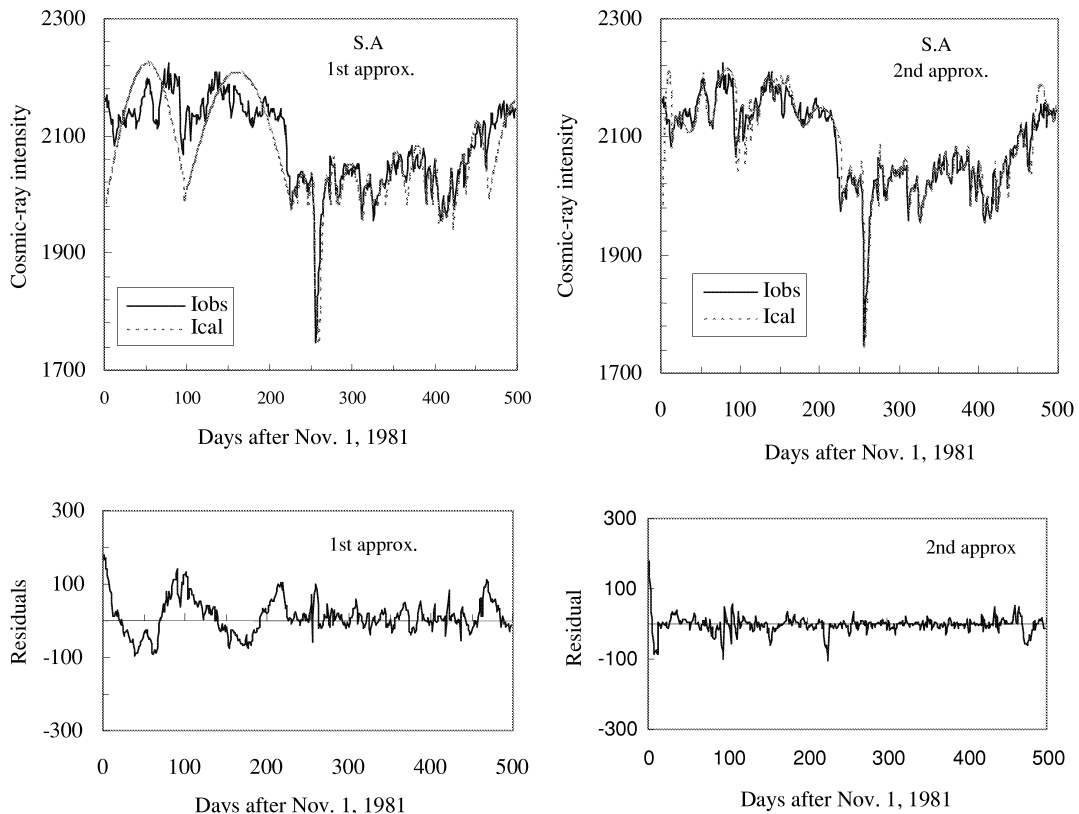 2300
S.A
1st approx.
2100
Cosmic-ray intensity
1900
Iobs
Ical
1700
0 100 200 300 400 500
Days after Nov. 1, 1981
2300
S.A
2nd approx.
2100
Cosmic-ray intensity
1900
Iobs
Ical
1700
0 100 200 300 400 500
Days after Nov. 1, 1981
300
1st approx.
100
Residuals
-100
-300
0 100 200 300 400 500
Days after Nov. 1, 1981
300
2nd approx
100
Residual
-100
-300
0 100 200 300 400 500
Days after Nov. 1, 1981